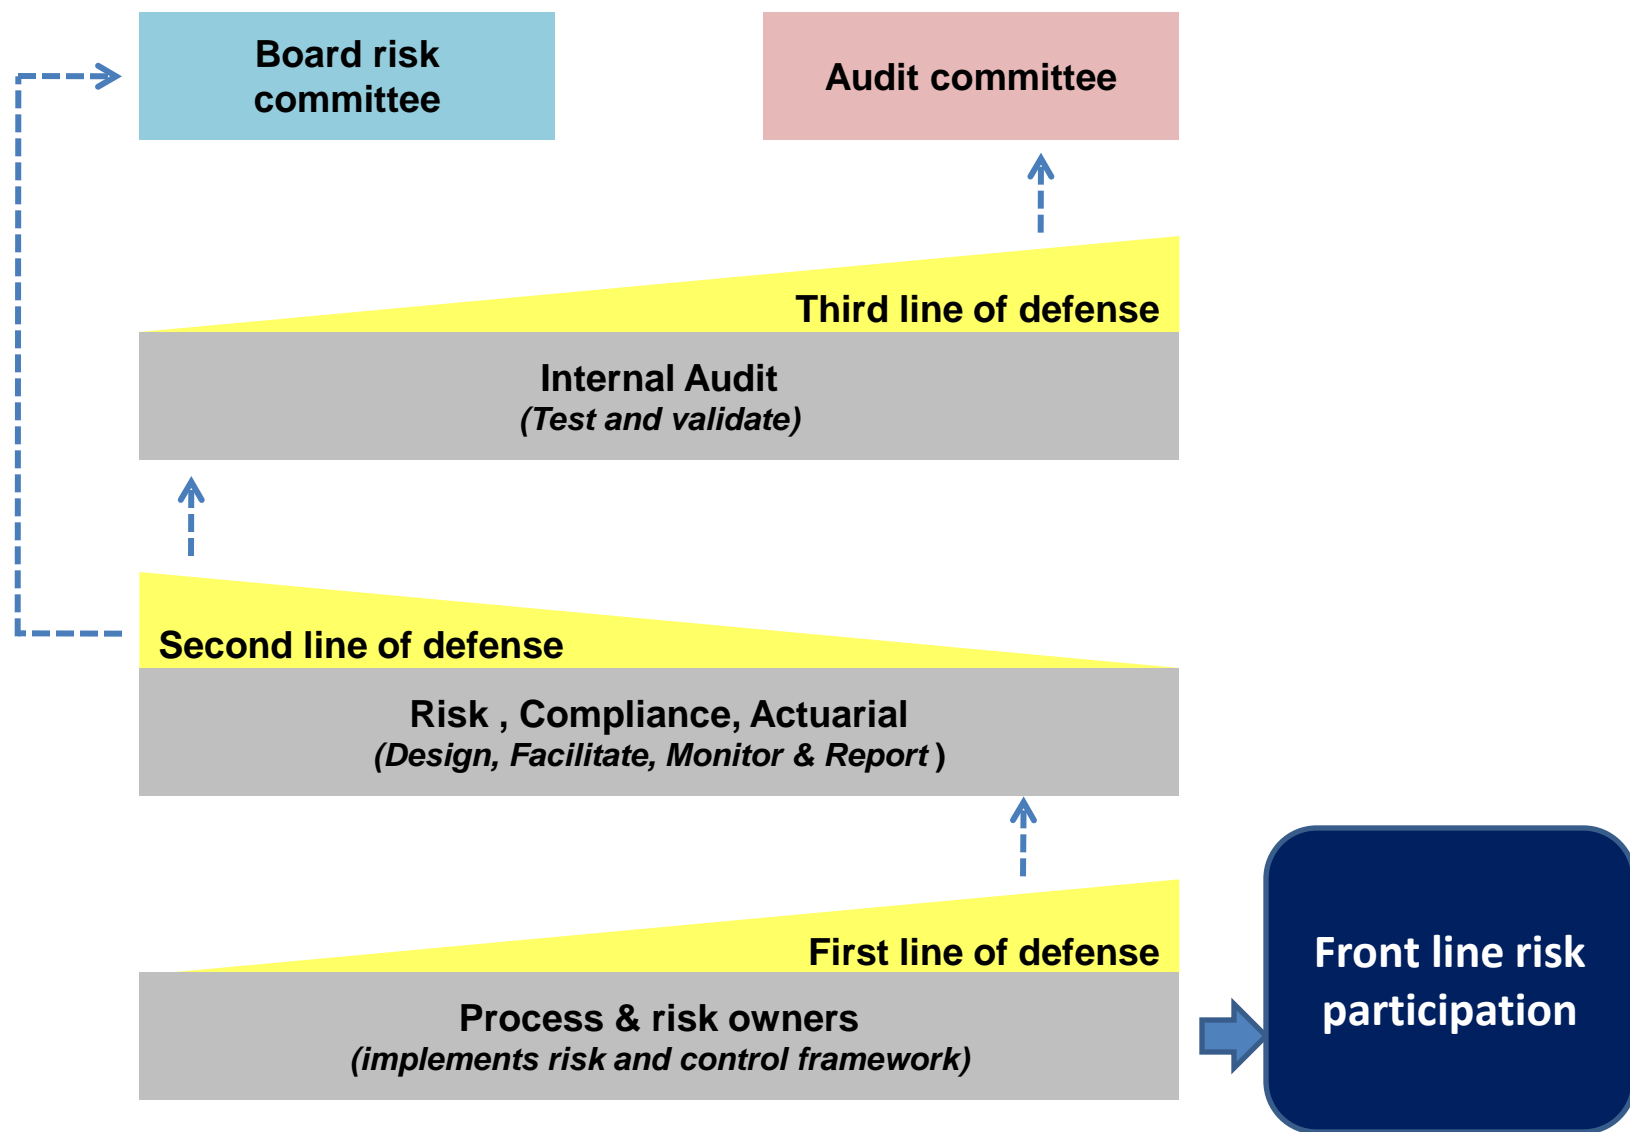 Board risk
committee
Audit committee
Third line of defense
Internal Audit
(Test and validate)
Second line of defense
Risk , Compliance, Actuarial
(Design, Facilitate, Monitor & Report )
First line of defense
Process & risk owners
(implements risk and control framework)
Front line risk
participation